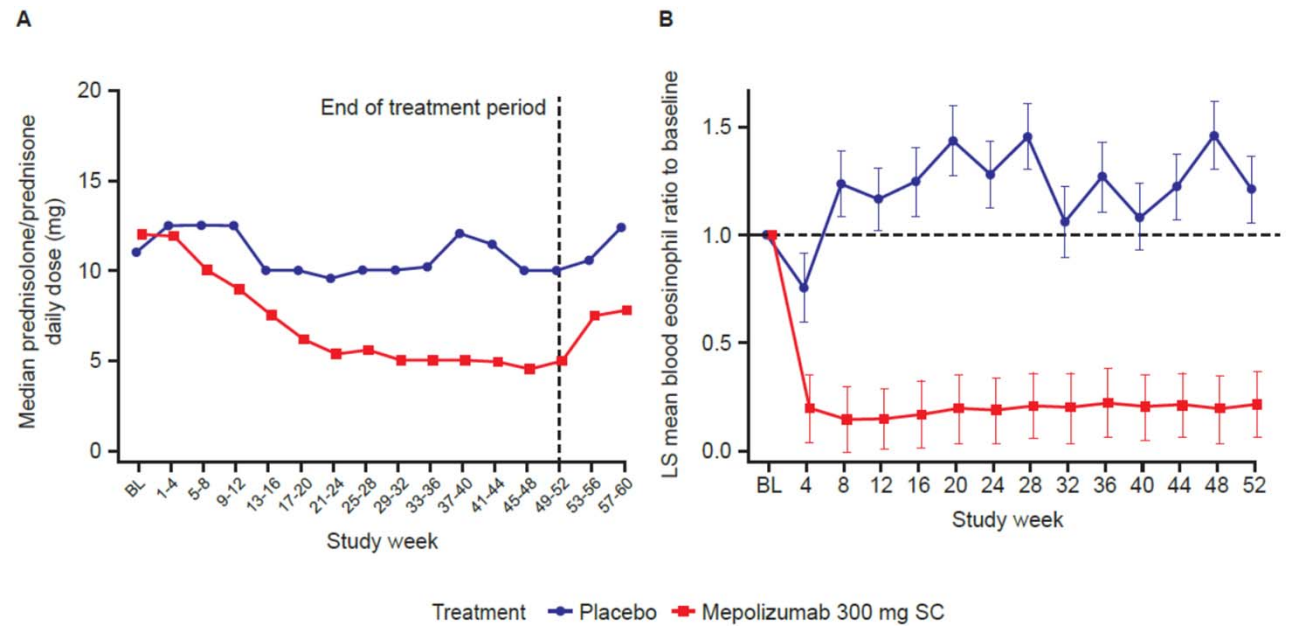 A
Median prednisolone/prednisone
daily dose (mg)
20
15
10
5
0
End of treatment period
BL 1-4 5-8 9-12 13-16 17-20 21-24 25-28 29-32 33-36 37-40 41-44 45-48 49-52 53-56 57-60
Study week
B
LS mean blood eosinophil ratio to baseline
1.5
1.0
0.5
0.0
BL 4 8 12 16 20 24 28 32 36 40 44 48 52
Study week
Treatment Placebo Mepolizumab 300 mg SC